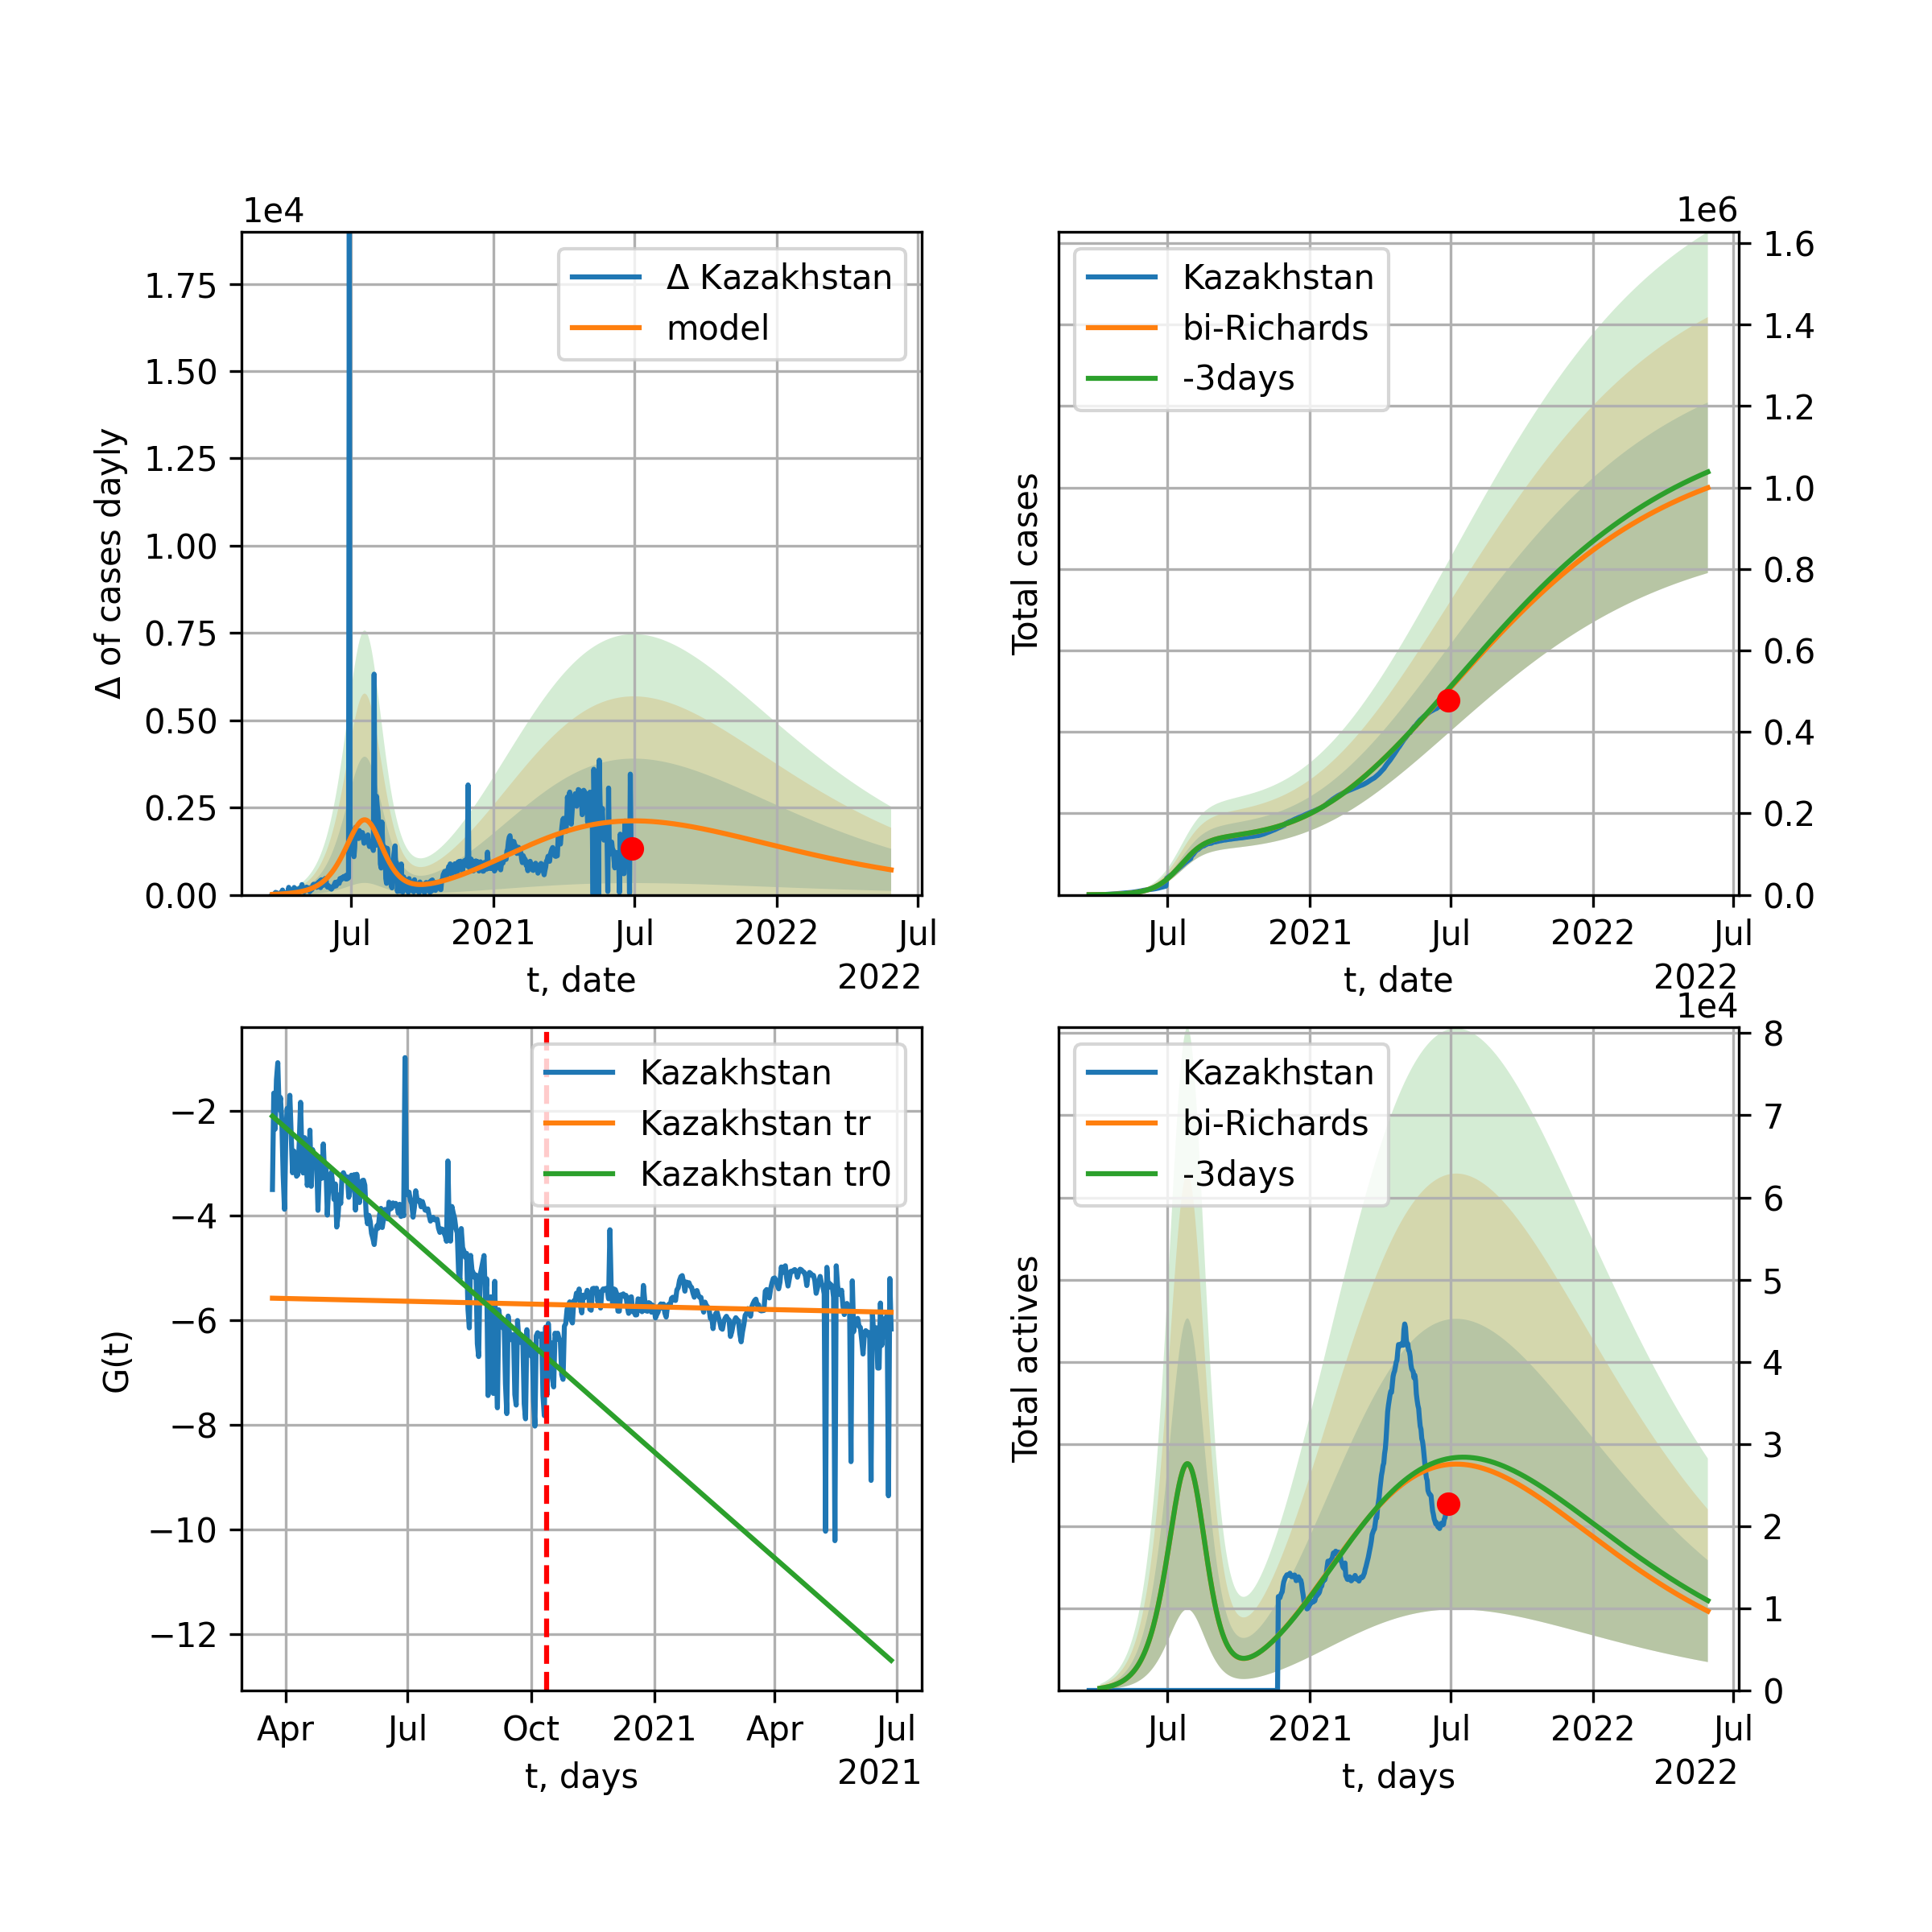 1e4
Δ of cases dayly
1.75
1.50
1.25
1.00
0.75
0.50
0.25
0.00
Δ Kazakhstan
model
Jul
2021
Jul
2022
Jul
t, date
2022
1e6
Total cases
Kazakhstan
bi-Richards
-3days
1.6
1.4
1.2
1.0
0.8
0.6
0.4
0.2
0.0
Jul
2021
Jul
2022
Jul
t, date
2022
G(t)
−2
−4
−6
−8
−10
−12
Kazakhstan
Kazakhstan tr
Kazakhstan tr0
Apr
Jul
Oct
2021
Apr
Jul
t, days
2021
1e4
Total actives
Kazakhstan
bi-Richards
-3days
8
7
6
5
4
3
2
1
0
Jul
2021
Jul
2022
Jul
t, days
2022